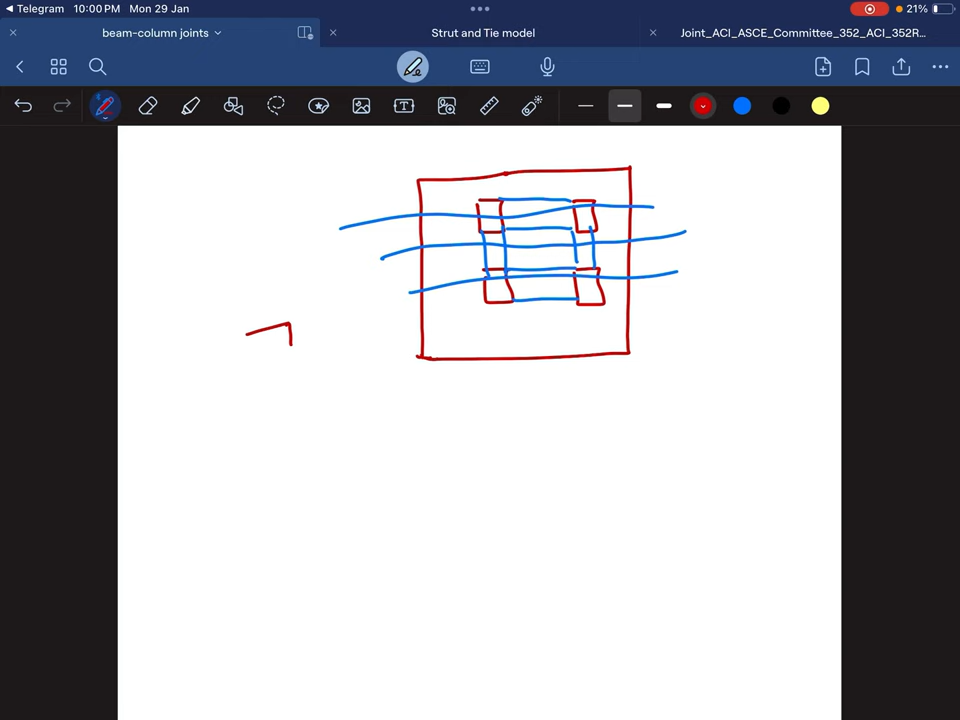 Telegram 10:00 PM Mon 29 Jan 21%
beam-column joints Strut and Tie model Joint_ACI_ASCE_Committee_352_ACI_352R...
T